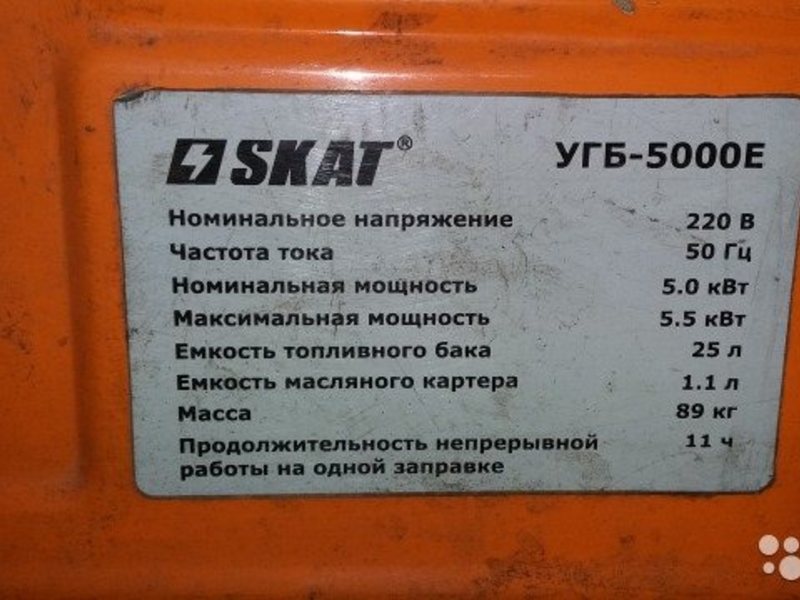 SKAT®
УГБ-5000Е
Номинальное напряжение 220 В
Частота тока 50 Гц
Номинальная мощность 5.0 кВт
Максимальная мощность 5.5 кВт
Емкость топливного бака 25 л
Емкость масляного картера 1.1 л
Масса 89 кг
Продолжительность непрерывной 11 ч
работы на одной заправке